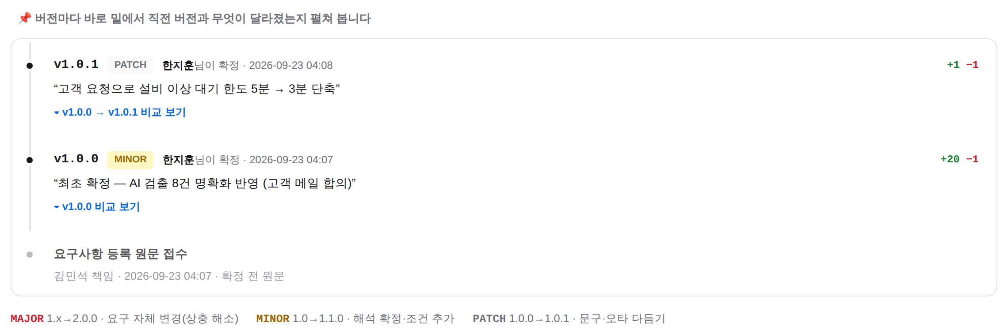 📌 버전마다 바로 밑에서 직전 버전과 무엇이 달라졌는지 펼쳐 봅니다
v1.0.1 PATCH 한지훈님이 확정 · 2026-09-23 04:08 +1 −1
“고객 요청으로 설비 이상 대기 한도 5분 → 3분 단축”
v1.0.0 → v1.0.1 비교 보기
v1.0.0 MINOR 한지훈님이 확정 · 2026-09-23 04:07 +20 −1
“최초 확정 — AI 검출 8건 명확화 반영 (고객 메일 합의)”
v1.0.0 비교 보기
요구사항 등록 원문 접수
김민석 책임 · 2026-09-23 04:07 · 확정 전 원문
MAJOR 1.x→2.0.0 · 요구 자체 변경(상충 해소) MINOR 1.0→1.1.0 · 해석 확정·조건 추가 PATCH 1.0.0→1.0.1 · 문구·오타 다듬기